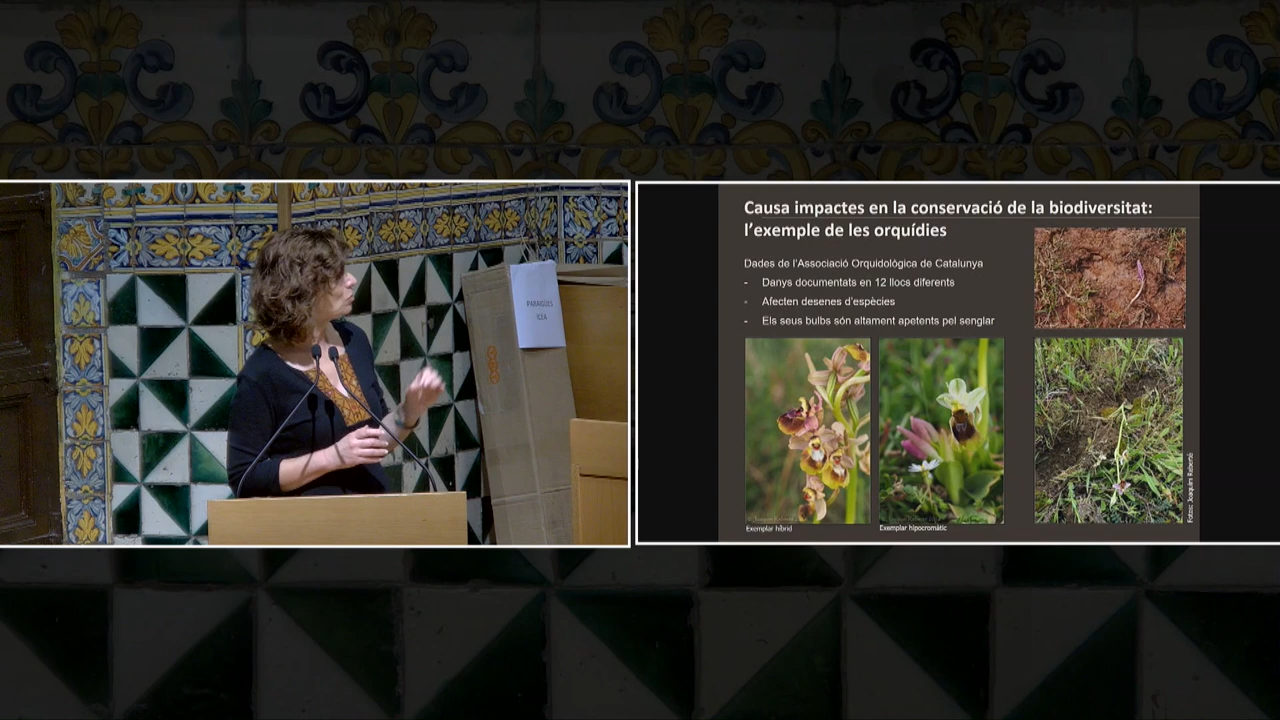 PARAIGÜES
ICEA
Causa impactes en la conservació de la biodiversitat:
l'exemple de les orquídies
Dades de l'Associació Orquidològica de Catalunya
- Danys documentats en 12 llocs diferents
- Afecten desenes d'espècies
- Els seus bulbs són altament apetents pel senglar
Exemplar híbrid
Exemplar hipocromàtic
Fotos: Joaquim Reberté